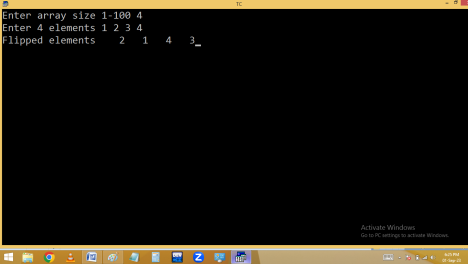 TC
Enter array size 1-100 4
Enter 4 elements 1 2 3 4
Flipped elements 2 1 4 3_
Activate Windows
Go to PC settings to activate Windows.